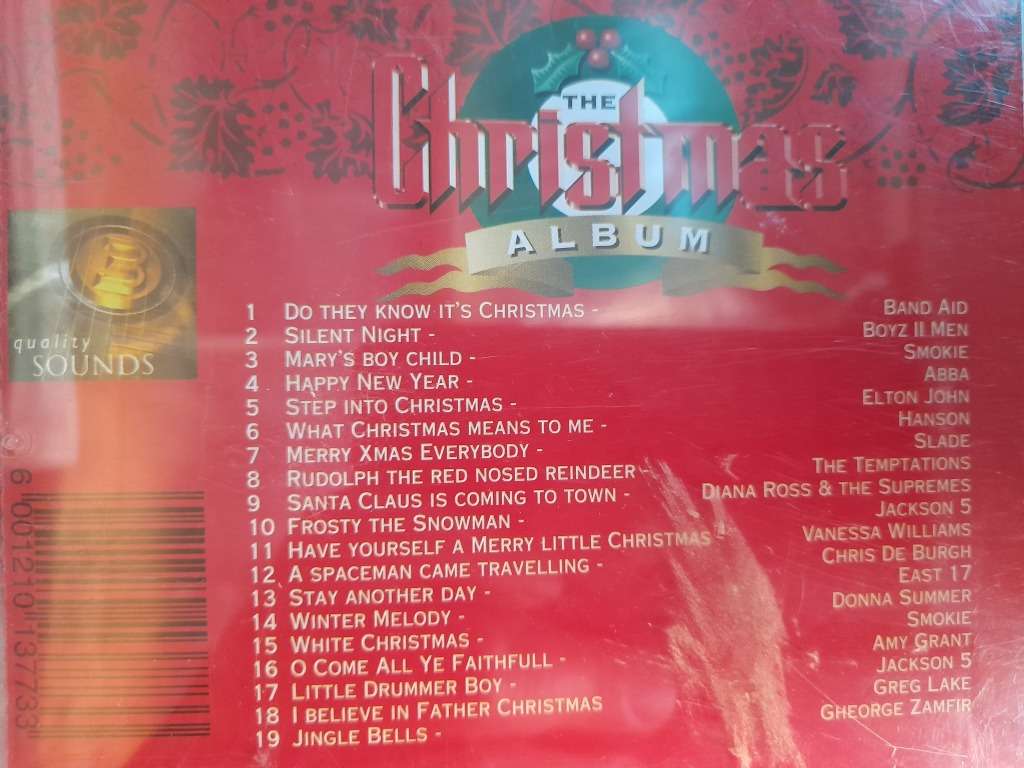 THE
Christmas
ALBUM
quality
SOUNDS
1 DO THEY KNOW IT'S CHRISTMAS - BAND AID
2 SILENT NIGHT - BOYZ II MEN
3 MARY'S BOY CHILD - SMOKIE
4 HAPPY NEW YEAR - ABBA
5 STEP INTO CHRISTMAS - ELTON JOHN
6 WHAT CHRISTMAS MEANS TO ME - HANSON
7 MERRY XMAS EVERYBODY - SLADE
8 RUDOLPH THE RED NOSED REINDEER - THE TEMPTATIONS
9 SANTA CLAUS IS COMING TO TOWN - DIANA ROSS & THE SUPREMES
10 FROSTY THE SNOWMAN - JACKSON 5
11 HAVE YOURSELF A MERRY LITTLE CHRISTMAS - VANESSA WILLIAMS
12 A SPACEMAN CAME TRAVELLING - CHRIS DE BURGH
13 STAY ANOTHER DAY - EAST 17
14 WINTER MELODY - DONNA SUMMER
15 WHITE CHRISTMAS - SMOKIE
16 O COME ALL YE FAITHFULL - AMY GRANT
17 LITTLE DRUMMER BOY - JACKSON 5
18 I BELIEVE IN FATHER CHRISTMAS GREG LAKE
19 JINGLE BELLS - GHEORGE ZAMFIR
6 001210 137733